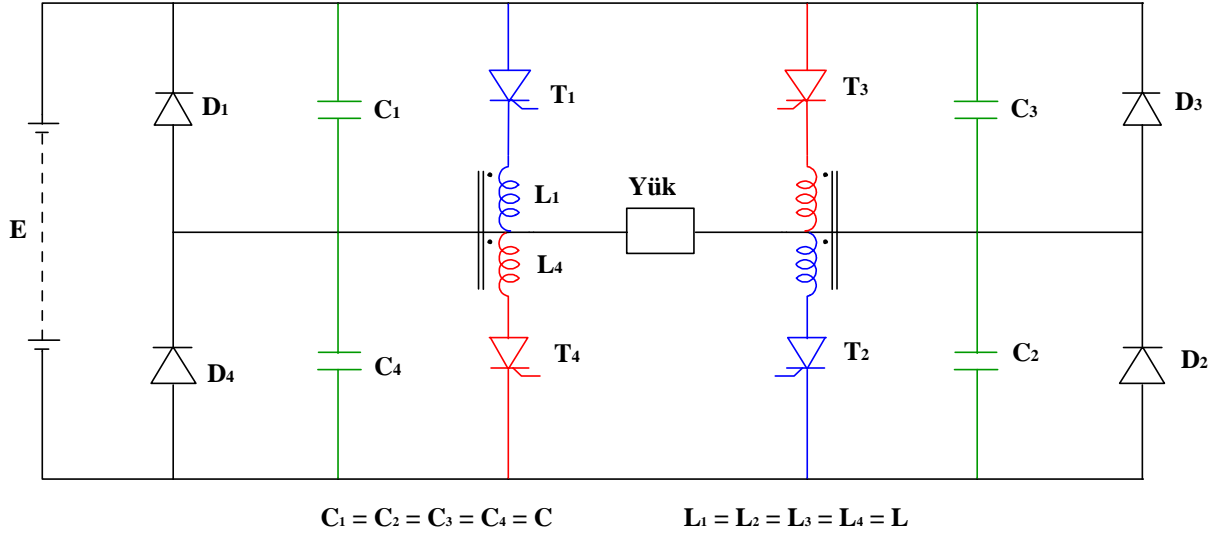 D₁
C₁
T₁
T₃
C₃
D₃
E
L₁
Yük
L₄
D₄
C₄
T₄
T₂
C₂
D₂
C₁ = C₂ = C₃ = C₄ = C
L₁ = L₂ = L₃ = L₄ = L